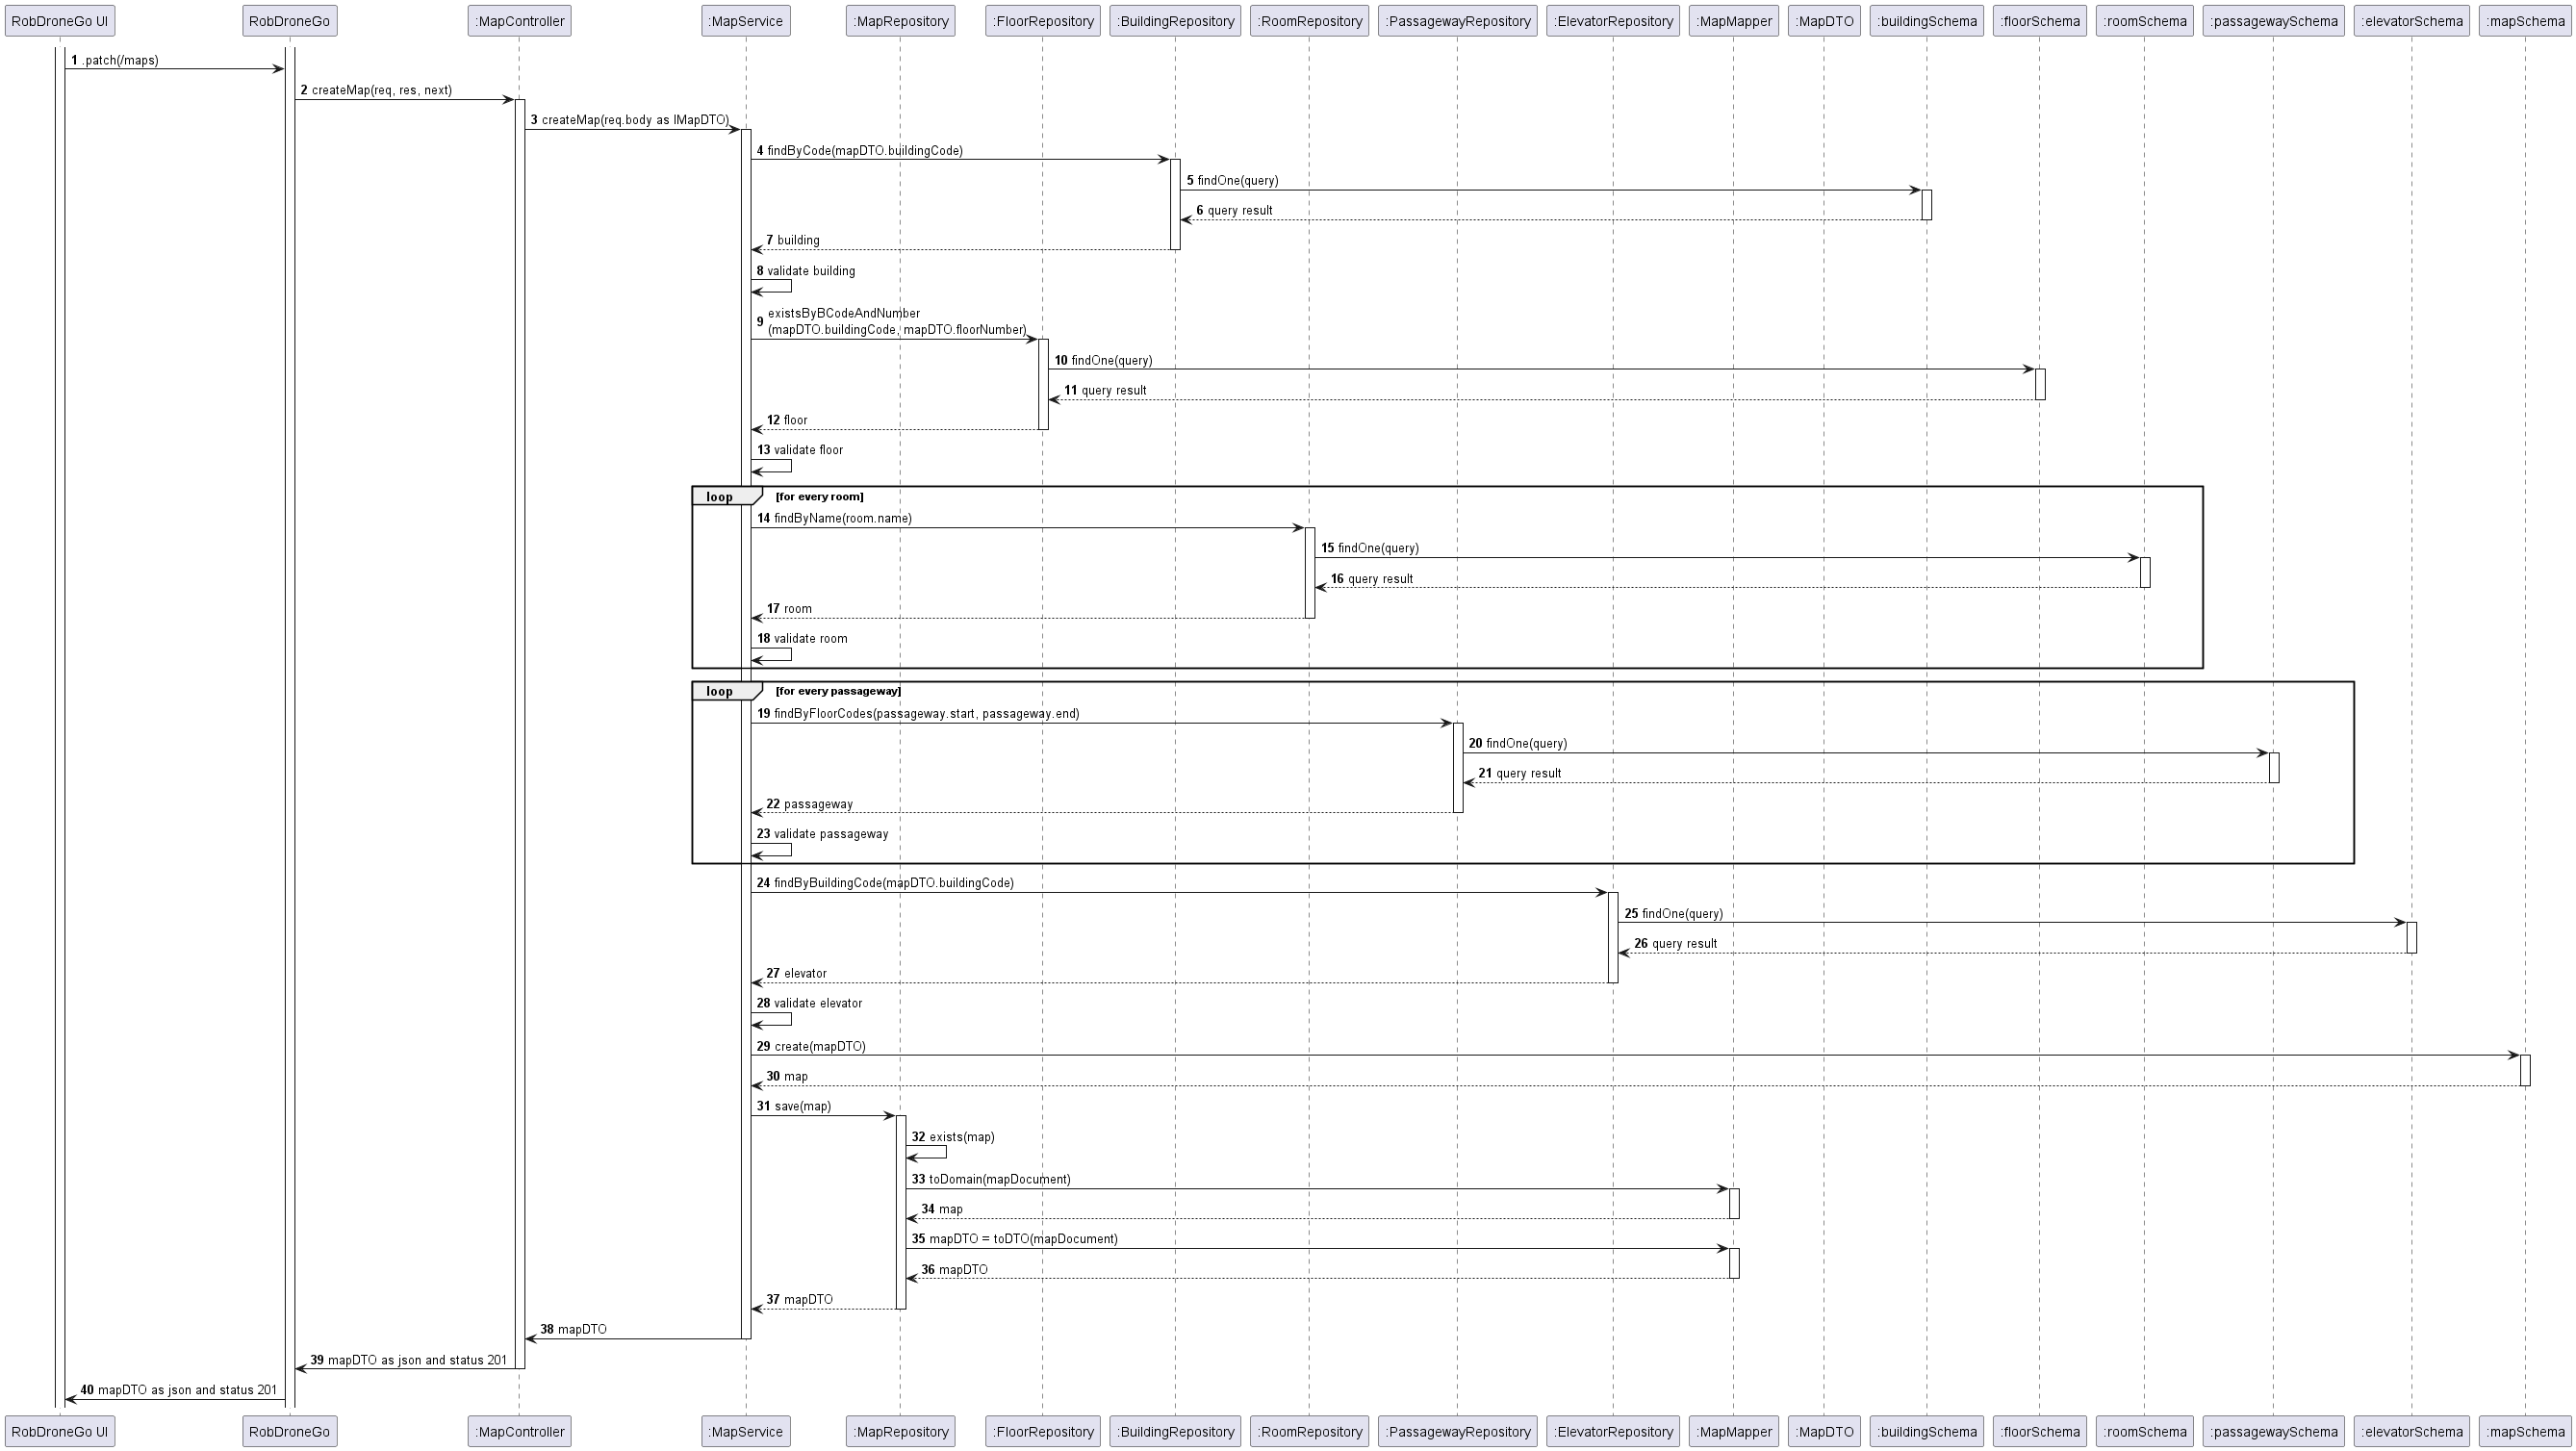 RobDroneGo UI
RobDroneGo
:MapController
:MapService
:MapRepository
:FloorRepository
:BuildingRepository
:RoomRepository
:PassagewayRepository
:ElevatorRepository
:MapMapper
:MapDTO
:buildingSchema
:floorSchema
:roomSchema
:passagewaySchema
:elevatorSchema
:mapSchema
1 .patch(/maps)
2 createMap(req, res, next)
3 createMap(req.body as IMapDTO)
4 findByCode(mapDTO.buildingCode)
5 findOne(query)
6 query result
7 building
8 validate building
9 existsByBCodeAndNumber
(mapDTO.buildingCode, mapDTO.floorNumber)
10 findOne(query)
11 query result
12 floor
13 validate floor
loop [for every room]
14 findByName(room.name)
15 findOne(query)
16 query result
17 room
18 validate room
loop [for every passageway]
19 findByFloorCodes(passageway.start, passageway.end)
20 findOne(query)
21 query result
22 passageway
23 validate passageway
24 findByBuildingCode(mapDTO.buildingCode)
25 findOne(query)
26 query result
27 elevator
28 validate elevator
29 create(mapDTO)
30 map
31 save(map)
32 exists(map)
33 toDomain(mapDocument)
34 map
35 mapDTO = toDTO(mapDocument)
36 mapDTO
37 mapDTO
38 mapDTO
39 mapDTO as json and status 201
40 mapDTO as json and status 201
RobDroneGo UI
RobDroneGo
:MapController
:MapService
:MapRepository
:FloorRepository
:BuildingRepository
:RoomRepository
:PassagewayRepository
:ElevatorRepository
:MapMapper
:MapDTO
:buildingSchema
:floorSchema
:roomSchema
:passagewaySchema
:elevatorSchema
:mapSchema